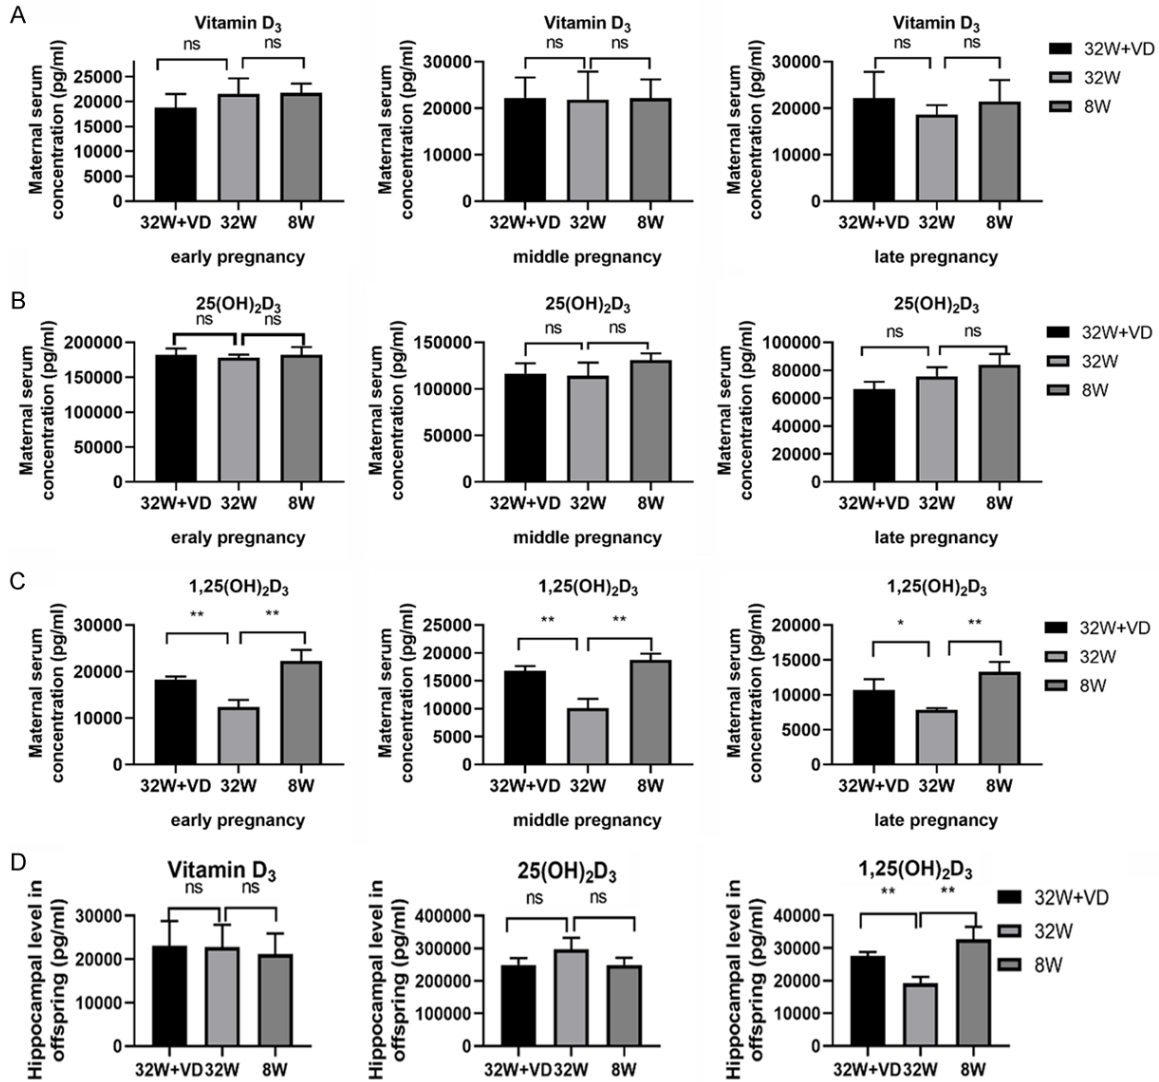 A
Vitamin D3
Vitamin D3
Vitamin D3
ns
ns
ns
ns
ns
ns
Maternal serum
concentration (pg/ml)
25000
20000
15000
10000
5000
0
32W+VD 32W 8W
early pregnancy
Maternal serum
concentration (pg/ml)
30000
20000
10000
0
32W+VD 32W 8W
middle pregnancy
Maternal serum
concentration (pg/ml)
30000
20000
10000
0
32W+VD 32W 8W
late pregnancy
32W+VD
32W
8W
B
25(OH)2D3
25(OH)2D3
25(OH)2D3
ns
ns
ns
ns
ns
ns
Maternal serum
concentration (pg/ml)
200000
150000
100000
50000
0
32W+VD 32W 8W
eraly pregnancy
Maternal serum
concentration (pg/ml)
150000
100000
50000
0
32W+VD 32W 8W
middle pregnancy
Maternal serum
concentration (pg/ml)
100000
80000
60000
40000
20000
0
32W+VD 32W 8W
late pregnancy
32W+VD
32W
8W
C
1,25(OH)2D3
1,25(OH)2D3
1,25(OH)2D3
**
**
**
**
*
**
Maternal serum
concentration (pg/ml)
30000
20000
10000
0
32W+VD 32W 8W
early pregnancy
Maternal serum
concentration (pg/ml)
25000
20000
15000
10000
5000
0
32W+VD 32W 8W
middle pregnancy
Maternal serum
concentration (pg/ml)
20000
15000
10000
5000
0
32W+VD 32W 8W
late pregnancy
32W+VD
32W
8W
D
Vitamin D3
25(OH)2D3
1,25(OH)2D3
ns
ns
ns
ns
**
**
Hippocampal level in
offspring (pg/ml)
30000
20000
10000
0
32W+VD 32W 8W
Hippocampal level in
offspring (pg/ml)
400000
300000
200000
100000
0
32W+VD 32W 8W
Hippocampal level in
offspring (pg/ml)
40000
30000
20000
10000
0
32W+VD 32W 8W
32W+VD
32W
8W